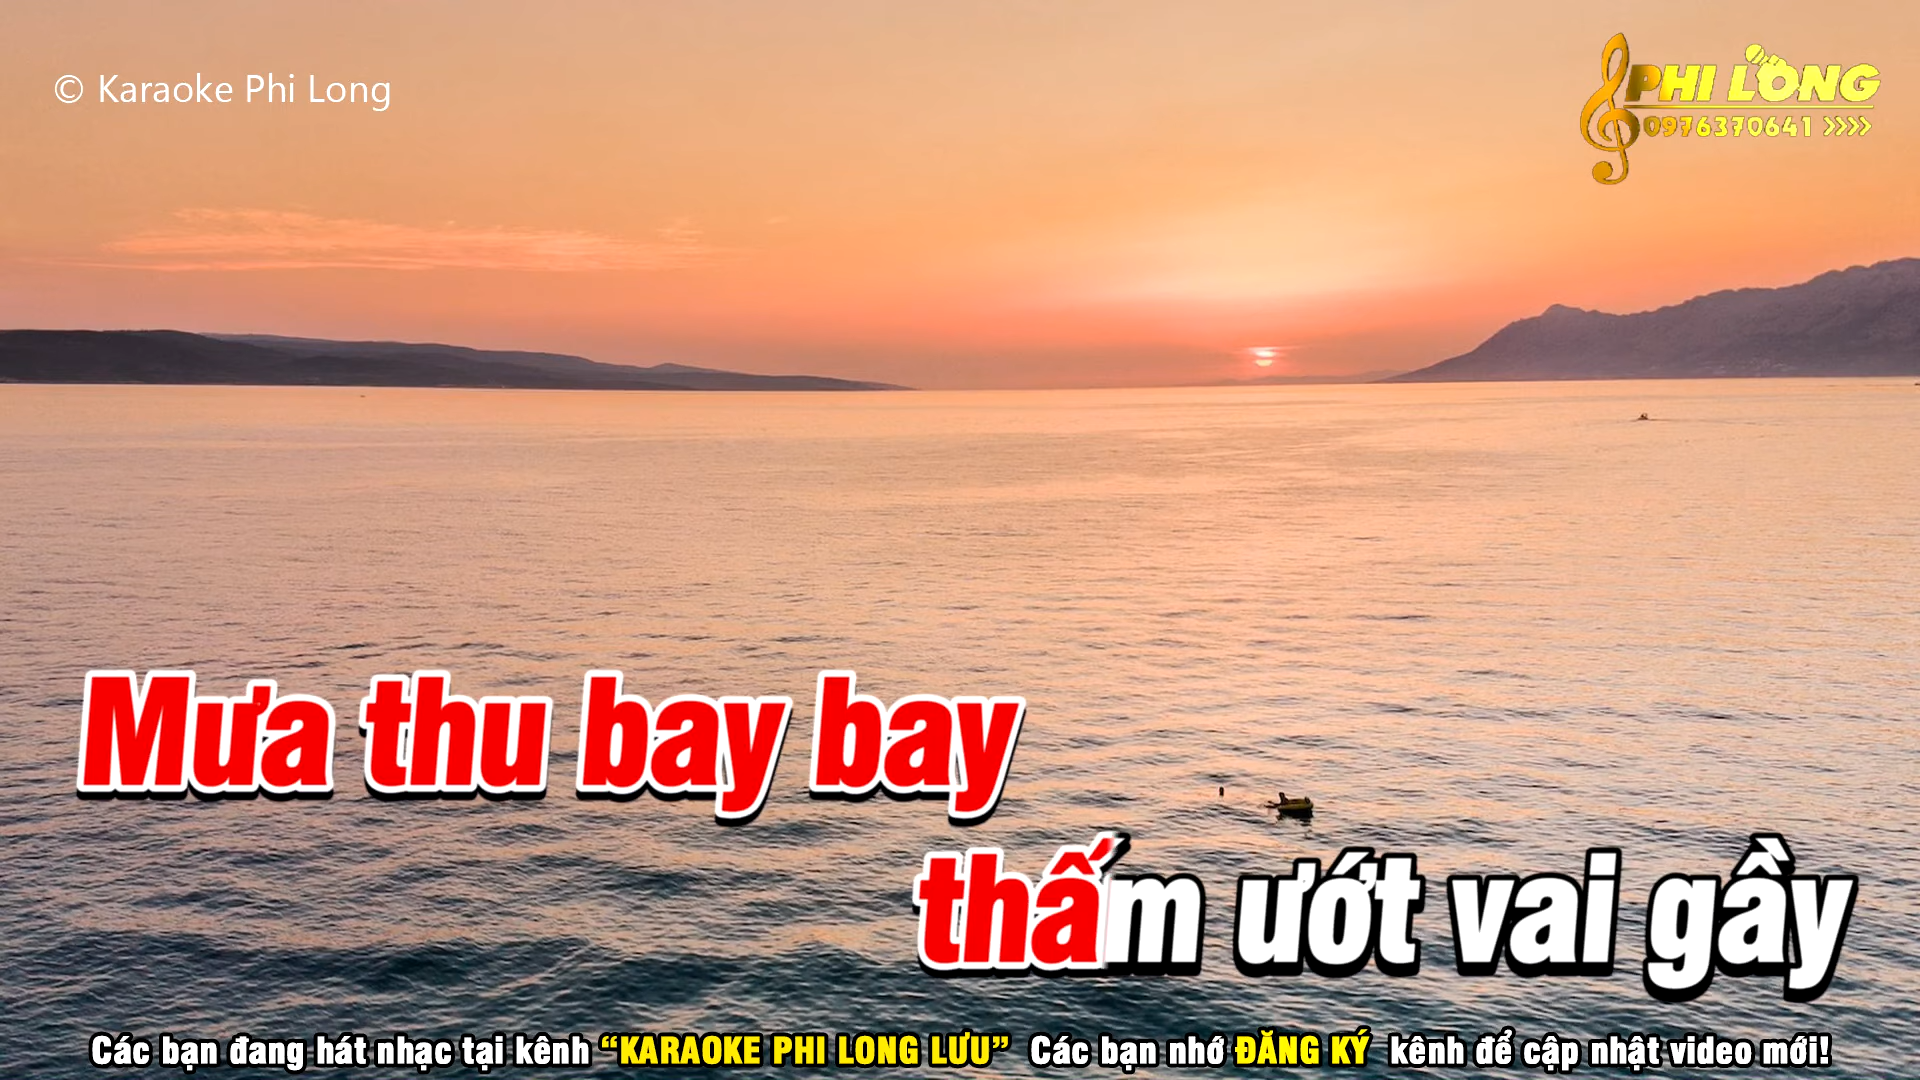 © Karaoke Phi Long
PHI LONG
0976370641 >>>>
Mưa thu bay bay
thấm ướt vai gầy
Các bạn đang hát nhạc tại kênh “KARAOKE PHI LONG LƯU” Các bạn nhớ ĐĂNG KÝ kênh để cập nhật video mới!